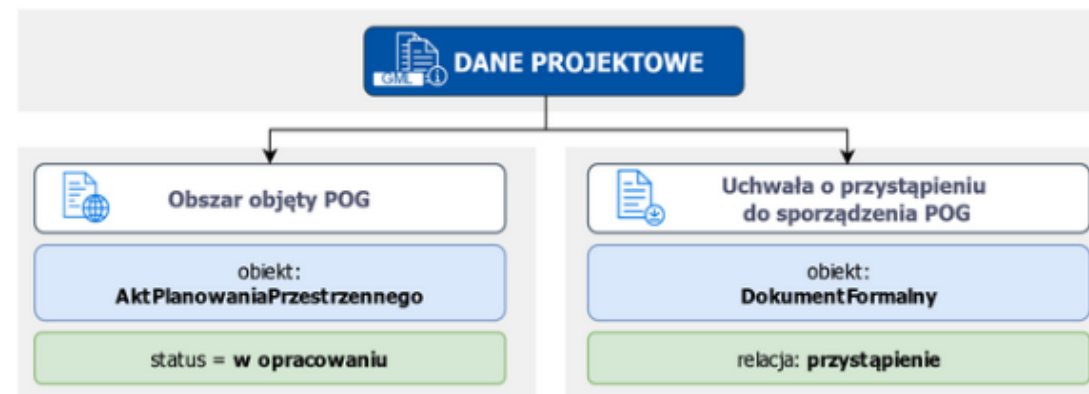 GML
DANE PROJEKTOWE
Obszar objęty POG
obiekt:
AktPlanowaniaPrzestrzennego
status = w opracowaniu
Uchwała o przystąpieniu
do sporządzenia POG
obiekt:
DokumentFormalny
relacja: przystąpienie